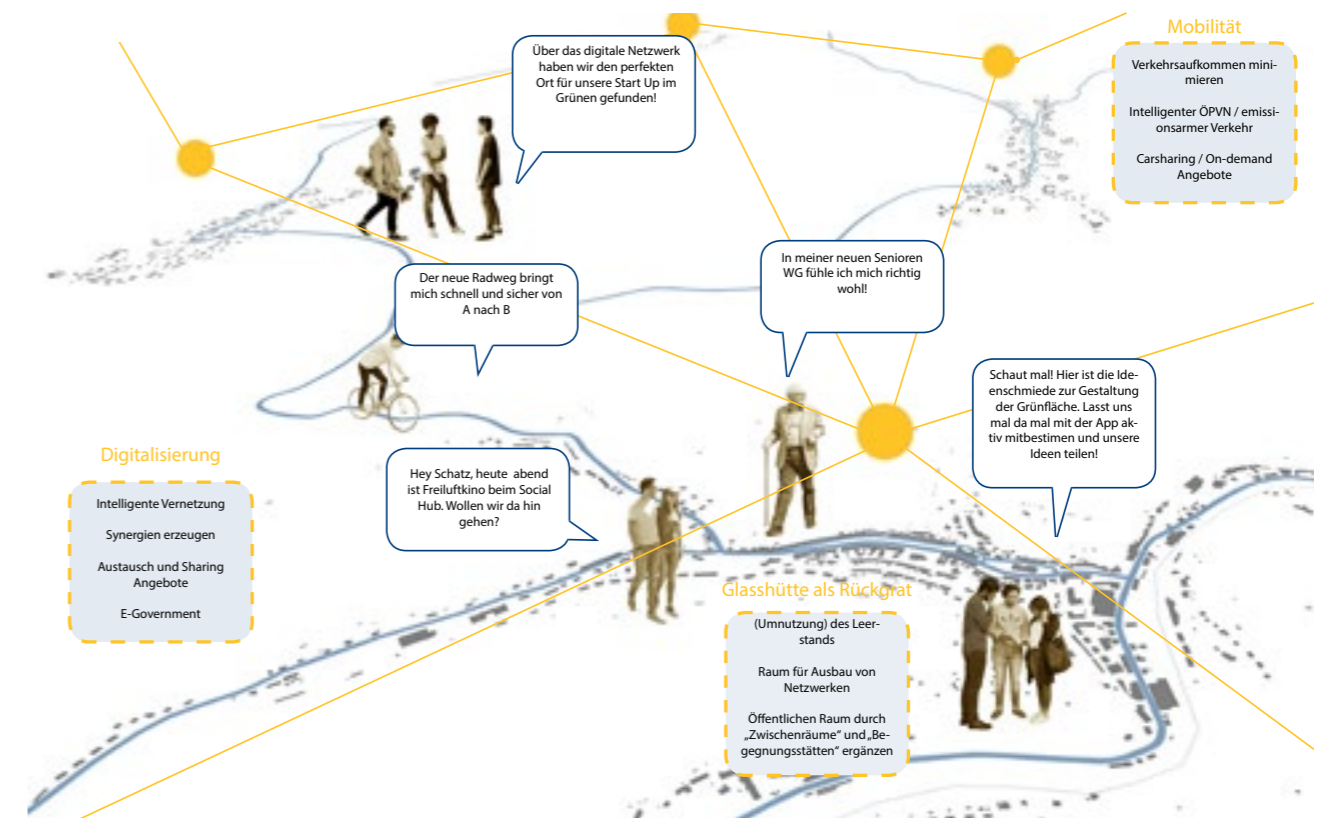 Mobilität
Verkehrsaufkommen mini-
mieren
Intelligenter ÖPVN / emissi-
onsarmer Verkehr
Carsharing / On-demand
Angebote
Über das digitale Netzwerk
haben wir den perfekten
Ort für unsere Start Up im
Grünen gefunden!
In meiner neuen Senioren
WG fühle ich mich richtig
wohl!
Der neue Radweg bringt
mich schnell und sicher von
A nach B
Schaut mal! Hier ist die Ide-
enschmiede zur Gestaltung
der Grünfläche. Lasst uns
mal da mal mit der App ak-
tiv mitbestimen und unsere
Ideen teilen!
Hey Schatz, heute abend
ist Freiluftkino beim Social
Hub. Wollen wir da hin
gehen?
Digitalisierung
Intelligente Vernetzung
Synergien erzeugen
Austausch und Sharing
Angebote
E-Government
Glasshütte als Rückgrat
(Umnutzung) des Leer-
stands
Raum für Ausbau von
Netzwerken
Öffentlichen Raum durch
„Zwischenräume“ und „Be-
gegnungsstätten“ ergänzen